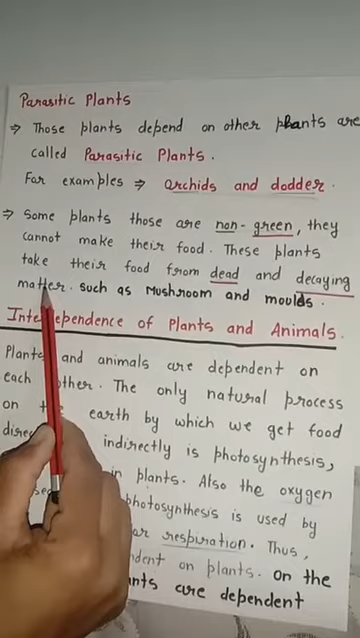 Parasitic Plants
⇒ Those plants depend on other plants are
called Parasitic Plants.
For examples ⇒ orchids and dodder.
⇒ Some plants those are non-green, they
cannot make their food. These plants
take their food from dead and decaying
matter. such as Mushroom and moulds.
Interdependence of Plants and Animals.
Plants and animals are dependent on
each other. The only natural process
on the earth by which we get food
indirectly is photosynthesis,
in plants. Also the oxygen
photosynthesis is used by
respiration. Thus,
on plants. on the
are dependent